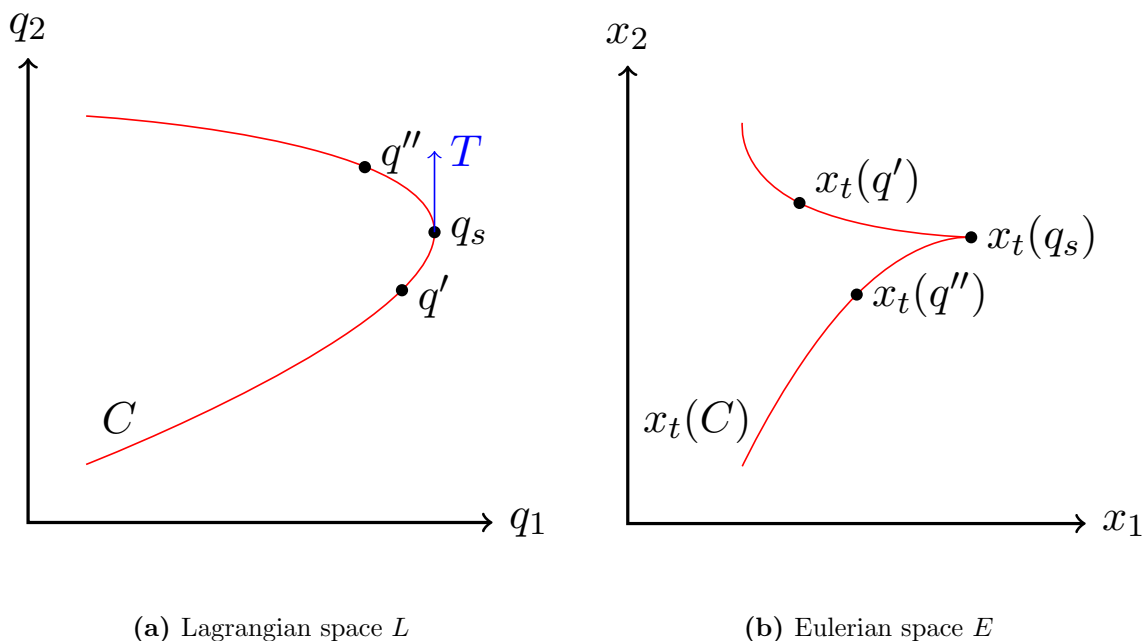 q₂
q″
T
qₛ
q′
C
q₁
(a) Lagrangian space L
x₂
xₜ(q′)
xₜ(qₛ)
xₜ(q″)
xₜ(C)
x₁
(b) Eulerian space E